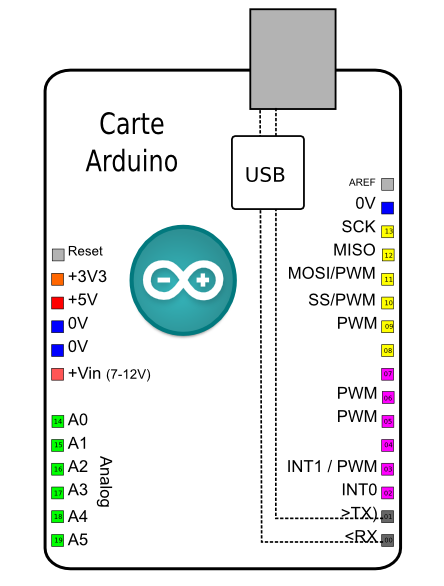 Carte
Arduino
USB
AREF
0V
SCK 13
MISO 12
MOSI/PWM 11
SS/PWM 10
PWM 09
08
07
PWM 06
PWM 05
04
INT1 / PWM 03
INT0 02
>TX) 01
<RX 00
Reset
+3V3
+5V
0V
0V
+Vin (7-12V)
14 A0
15 A1
16 A2
17 A3
18 A4
19 A5
Analog